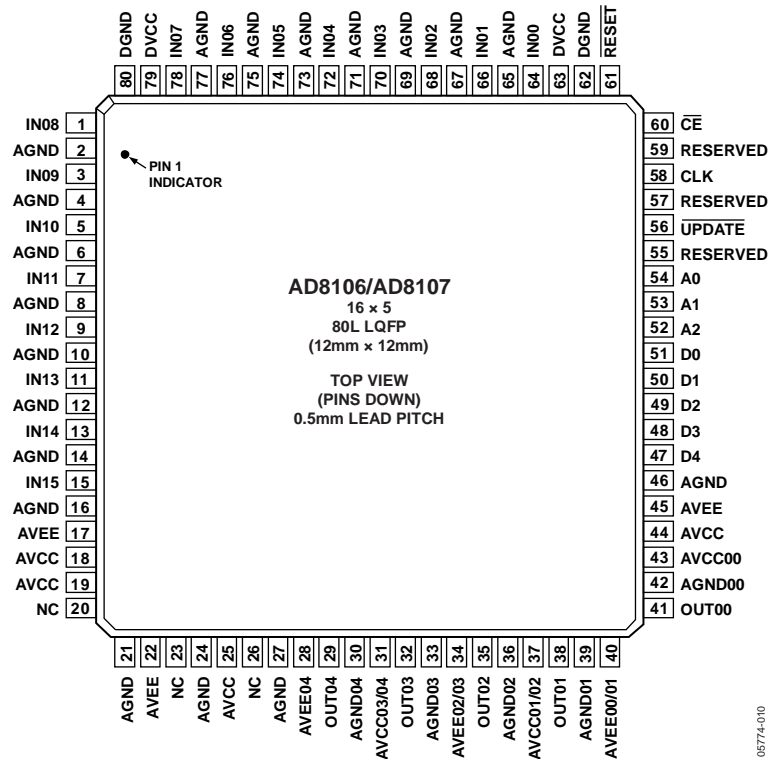 DGND
DVCC
IN07
AGND
IN06
AGND
IN05
AGND
IN04
AGND
IN03
AGND
IN02
AGND
IN01
AGND
IN00
DVCC
DGND
RESET
80
79
78
77
76
75
74
73
72
71
70
69
68
67
66
65
64
63
62
61
IN08 1
AGND 2
IN09 3
AGND 4
IN10 5
AGND 6
IN11 7
AGND 8
IN12 9
AGND 10
IN13 11
AGND 12
IN14 13
AGND 14
IN15 15
AGND 16
AVEE 17
AVCC 18
AVCC 19
NC 20
PIN 1
INDICATOR
AD8106/AD8107
16 × 5
80L LQFP
(12mm × 12mm)
TOP VIEW
(PINS DOWN)
0.5mm LEAD PITCH
60 CE
59 RESERVED
58 CLK
57 RESERVED
56 UPDATE
55 RESERVED
54 A0
53 A1
52 A2
51 D0
50 D1
49 D2
48 D3
47 D4
46 AGND
45 AVEE
44 AVCC
43 AVCC00
42 AGND00
41 OUT00
21
22
23
24
25
26
27
28
29
30
31
32
33
34
35
36
37
38
39
40
AGND
AVEE
NC
AGND
AVCC
NC
AGND
AVEE04
OUT04
AGND04
AVCC03/04
OUT03
AGND03
AVEE02/03
OUT02
AGND02
AVCC01/02
OUT01
AGND01
AVEE00/01
05774-010